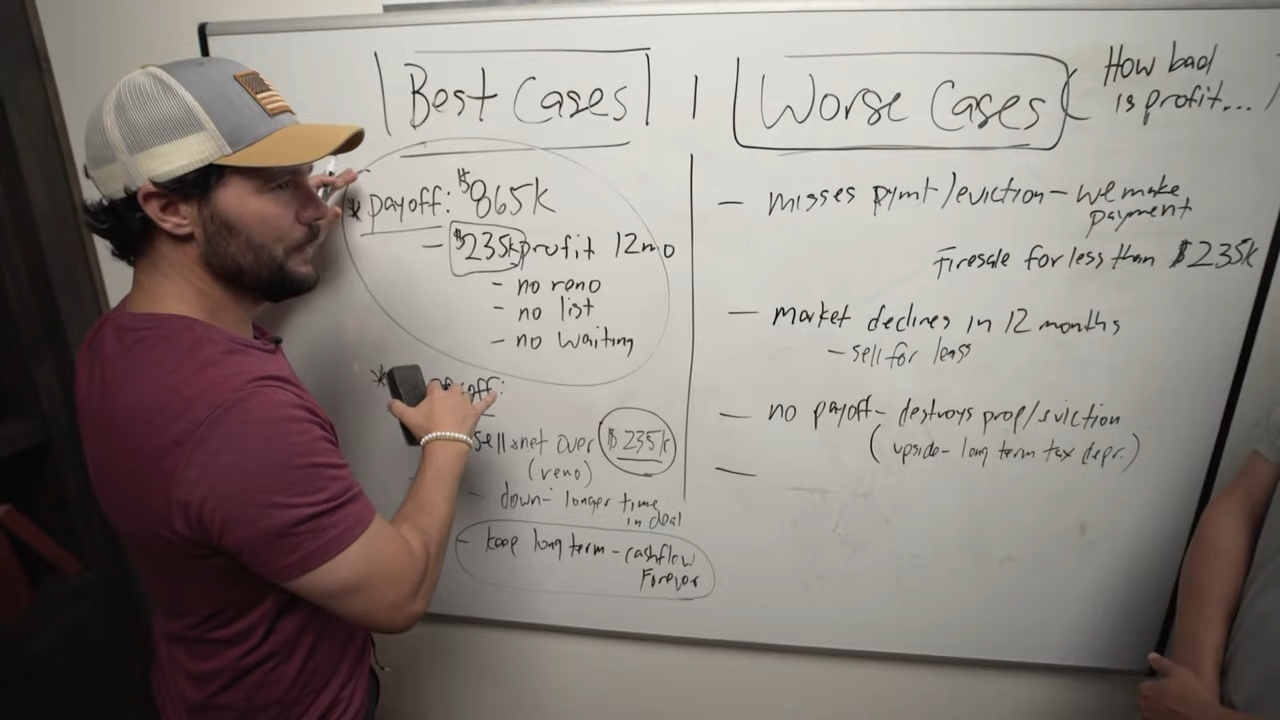 Best Cases
* payoff: $865k
- $235k profit 12mo
- no reno
- no list
- no waiting
*
off:
sell & net over $235k
(reno)
- down- longer time
in deal
- keep long term - cashflow
Forever
Worse Cases
How bad
is profit...
- misses pymt/eviction - we make
payment
Firesale for less than $235k
- market declines in 12 months
- sell for less
- no payoff - destroys prop/eviction
(upside - long term tax depr.)
-